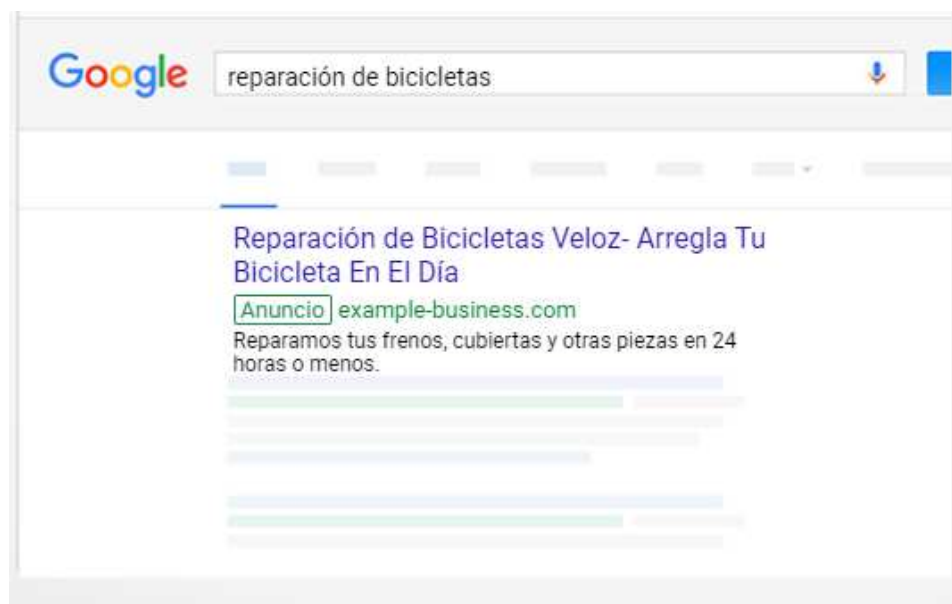 Google
reparación de bicicletas
Reparación de Bicicletas Veloz- Arregla Tu
Bicicleta En El Día
Anuncio example-business.com
Reparamos tus frenos, cubiertas y otras piezas en 24
horas o menos.